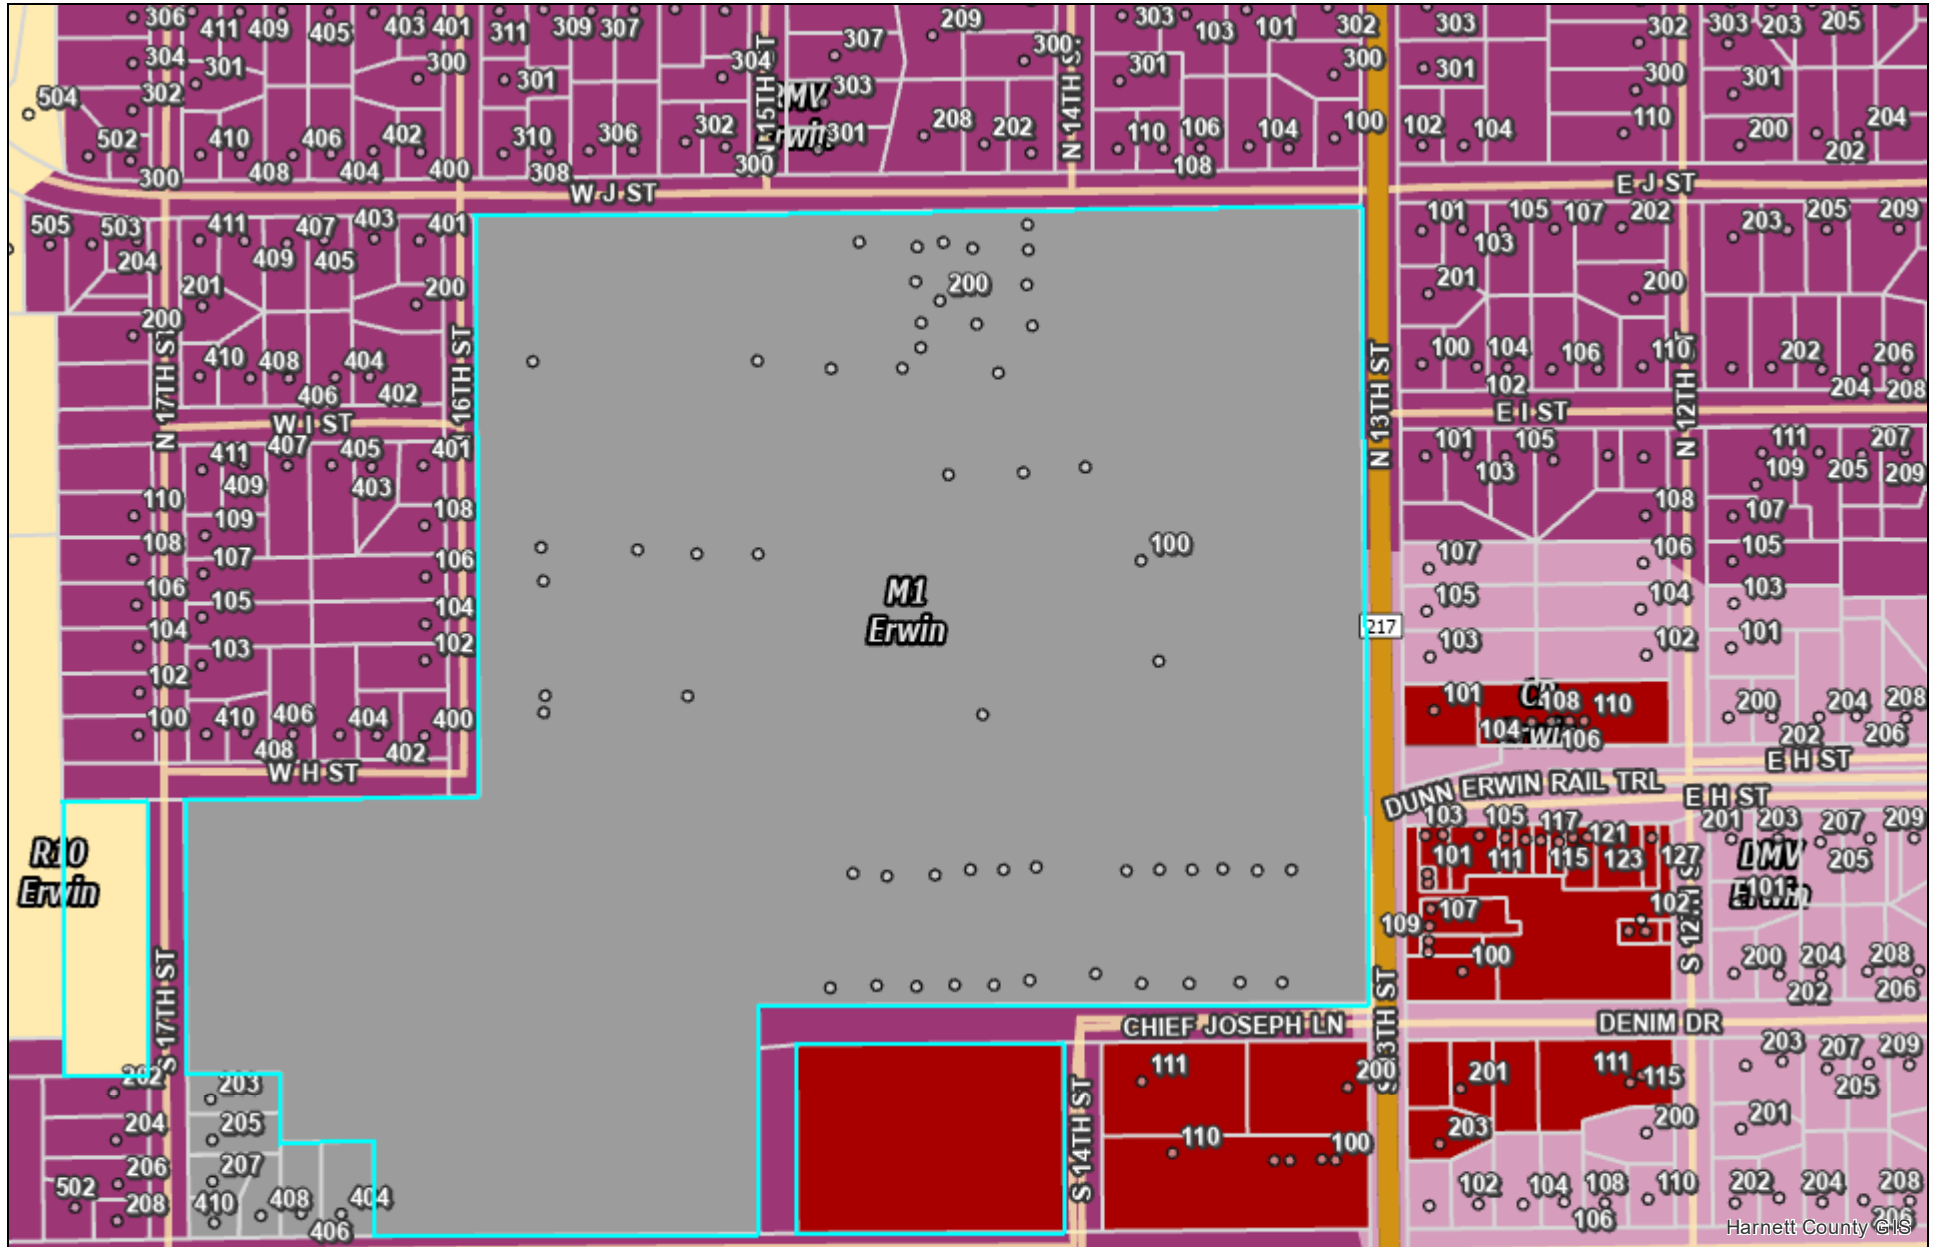 306 411 409 405 403 401 311 309 307 209 303 103 101 302 303 302 303 203 205
304 301 300 301 304 307 300 301 300 301 300 301
504 302 303 110
502 410 406 402 310 306 302 301 208 202 110 106 104 100 102 104 200 204
300 408 404 400 308 300 108 202
N 15TH ST
N 14TH ST
RMV
Erwin
W J ST
E J ST
505 503 411 407 403 401 101 105 107 202 203 205 209
204 409 405 103
201 200 200 201 200
200
410 408 404 100 104 106 110 202 206
406 402 102 204 208
N 17TH ST
16TH ST
N 13TH ST
N 12TH ST
W I ST
E I ST
411 407 405 401 101 105 111 207
409 403 103 109 205 209
110 109 108 108 107
108 107 106 100 107 106 105
106 105 104 105 104 103
104 103 102 103 102 101
102
100 410 406 404 400
408 402
M1
Erwin
217
101 108 110 200 204 208
104 106 202 206
W H ST
E H ST
DUNN ERWIN RAIL TRL
E H ST
103 105 117 121 201 203 207 209
101 111 115 123 127 205
R10
Erwin
DMV
Erwin
101
107 102
109
100 200 204 208
202 206
S 17TH ST
S 12TH ST
S 13TH ST
CHIEF JOSEPH LN
DENIM DR
202 203 111 200 201 111 115 203 207 209
205
204 205 203 200 201
206 207 110 100
502 208 410 408 404 102 104 108 110 202 204 208
406 106 206
S 14TH ST
Harnett County GIS